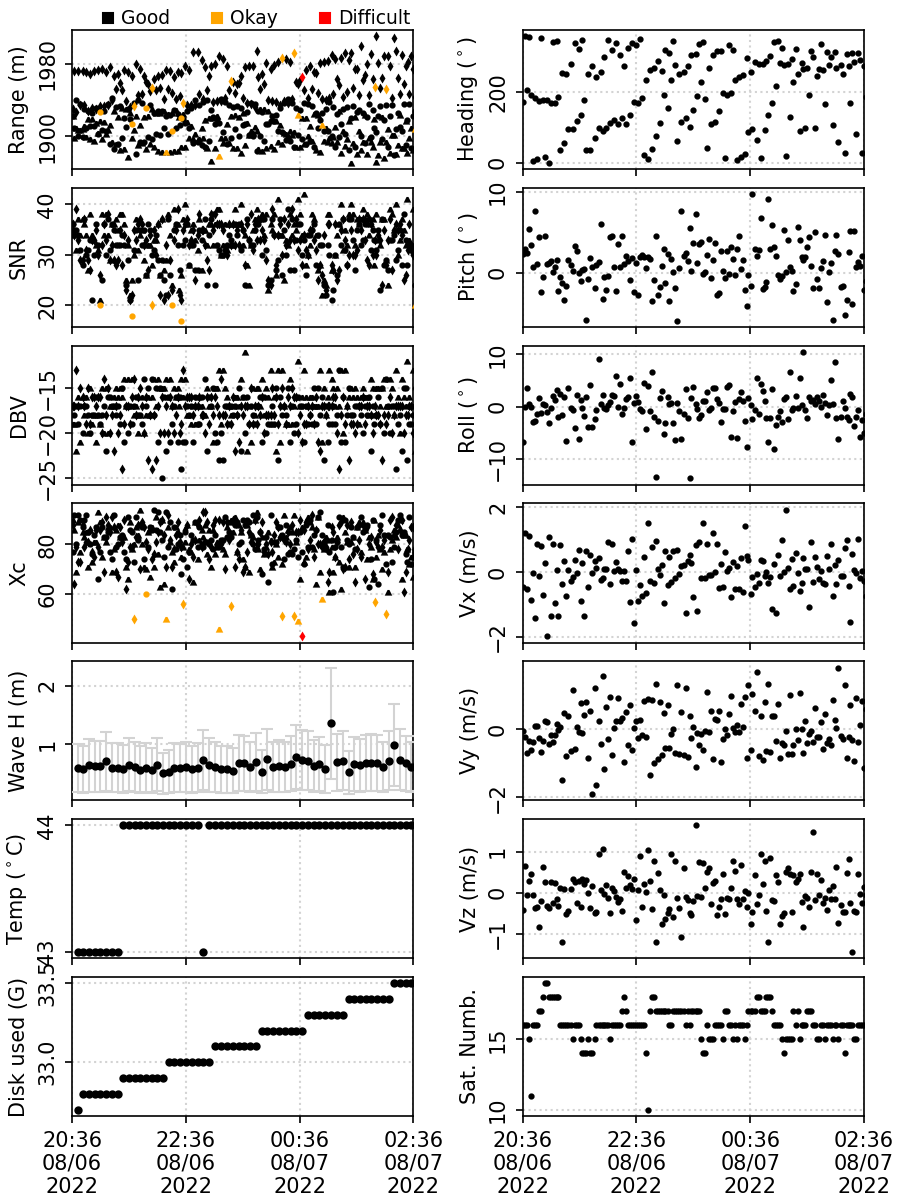 Good Okay Difficult
Range (m)
1980
1900
Heading (°)
200
0
SNR
40
30
20
Pitch (°)
10
0
DBV
−15
−20
−25
Roll (°)
10
0
−10
Xc
80
60
Vx (m/s)
2
0
−2
Wave H (m)
2
1
Vy (m/s)
0
−2
Temp (°C)
44
43
Vz (m/s)
1
0
−1
Disk used (G)
33.5
33.0
Sat. Numb.
15
10
20:36 22:36 00:36 02:36
08/06 08/06 08/07 08/07
2022 2022 2022 2022
20:36 22:36 00:36 02:36
08/06 08/06 08/07 08/07
2022 2022 2022 2022